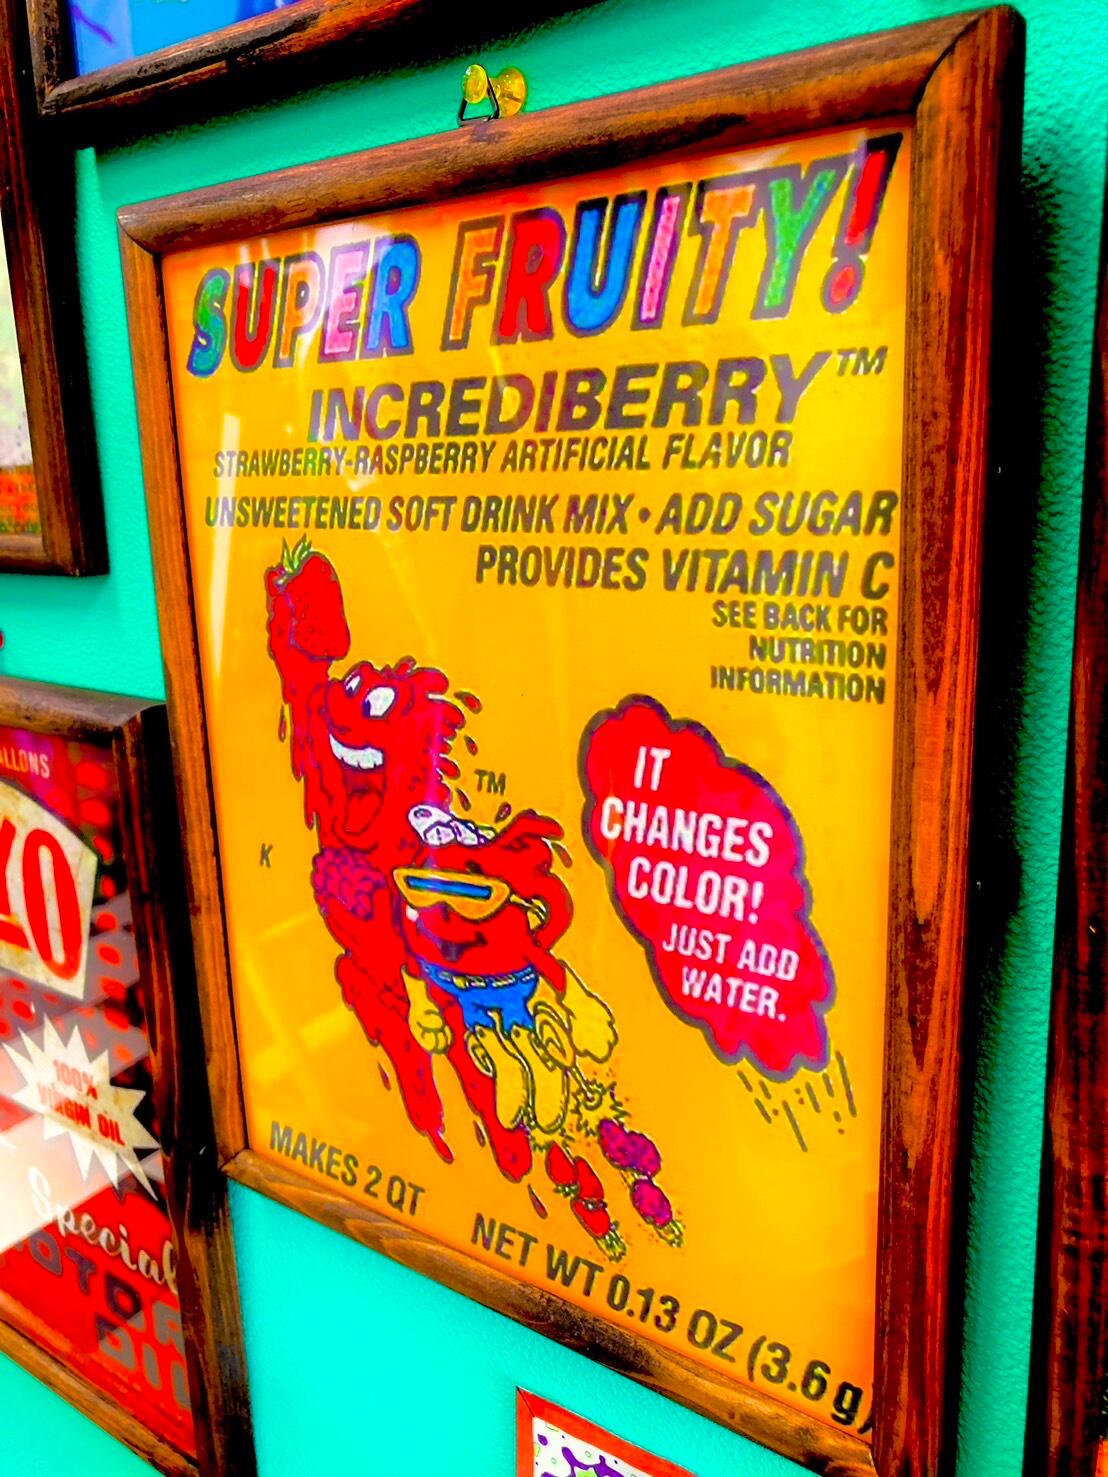 SUPER FRUITY!
INCREDIBERRY™
STRAWBERRY-RASPBERRY ARTIFICIAL FLAVOR
UNSWEETENED SOFT DRINK MIX • ADD SUGAR
PROVIDES VITAMIN C
SEE BACK FOR
NUTRITION
INFORMATION
IT
CHANGES
COLOR!
JUST ADD
WATER.
TM
K
MAKES 2 QT
NET WT 0.13 OZ (3.6 g)
100%
VIRGIN OIL
Special